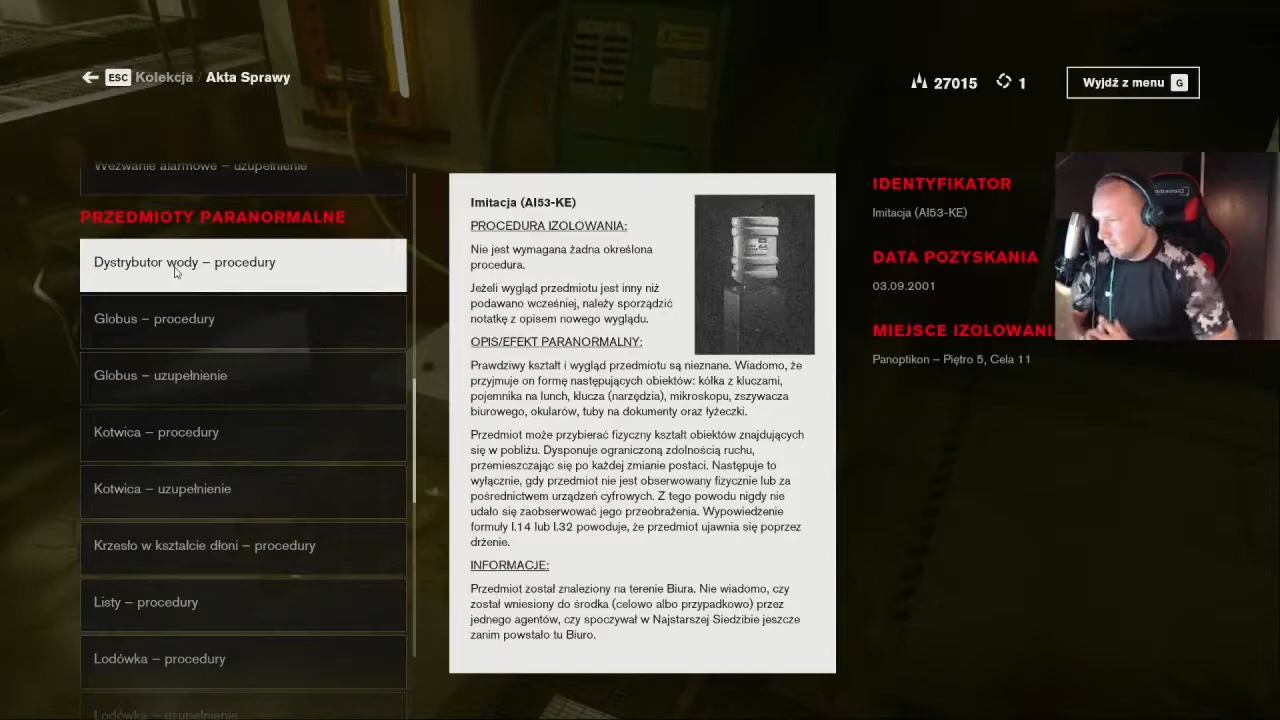 ESC Kolekcja / Akta Sprawy
27015
1
Wyjdź z menu G
Wezwanie alarmowe – uzupełnienie
PRZEDMIOTY PARANORMALNE
Dystrybutor wody – procedury
Globus – procedury
Globus – uzupełnienie
Kotwica – procedury
Kotwica – uzupełnienie
Krzesło w kształcie dłoni – procedury
Listy – procedury
Lodówka – procedury
Lodówka – uzupełnienie
Imitacja (AI53-KE)
PROCEDURA IZOLOWANIA:
Nie jest wymagana żadna określona
procedura.
Jeżeli wygląd przedmiotu jest inny niż
podawano wcześniej, należy sporządzić
notatkę z opisem nowego wyglądu.
OPIS/EFEKT PARANORMALNY:
Prawdziwy kształt i wygląd przedmiotu są nieznane. Wiadomo, że
przyjmuje on formę następujących obiektów: kółka z kluczami,
pojemnika na lunch, klucza (narzędzia), mikroskopu, zszywacza
biurowego, okularów, tuby na dokumenty oraz łyżeczki.
Przedmiot może przybierać fizyczny kształt obiektów znajdujących
się w pobliżu. Dysponuje ograniczoną zdolnością ruchu,
przemieszczając się po każdej zmianie postaci. Następuje to
wyłącznie, gdy przedmiot nie jest obserwowany fizycznie lub za
pośrednictwem urządzeń cyfrowych. Z tego powodu nigdy nie
udało się zaobserwować jego przeobrażenia. Wypowiedzenie
formuły I.14 lub I.32 powoduje, że przedmiot ujawnia się poprzez
drżenie.
INFORMACJE:
Przedmiot został znaleziony na terenie Biura. Nie wiadomo, czy
został wniesiony do środka (celowo albo przypadkowo) przez
jednego agentów, czy spoczywał w Najstarszej Siedzibie jeszcze
zanim powstało tu Biuro.
IDENTYFIKATOR
Imitacja (AI53-KE)
DATA POZYSKANIA
03.09.2001
MIEJSCE IZOLOWANI
Panoptikon – Piętro 5, Cela 11